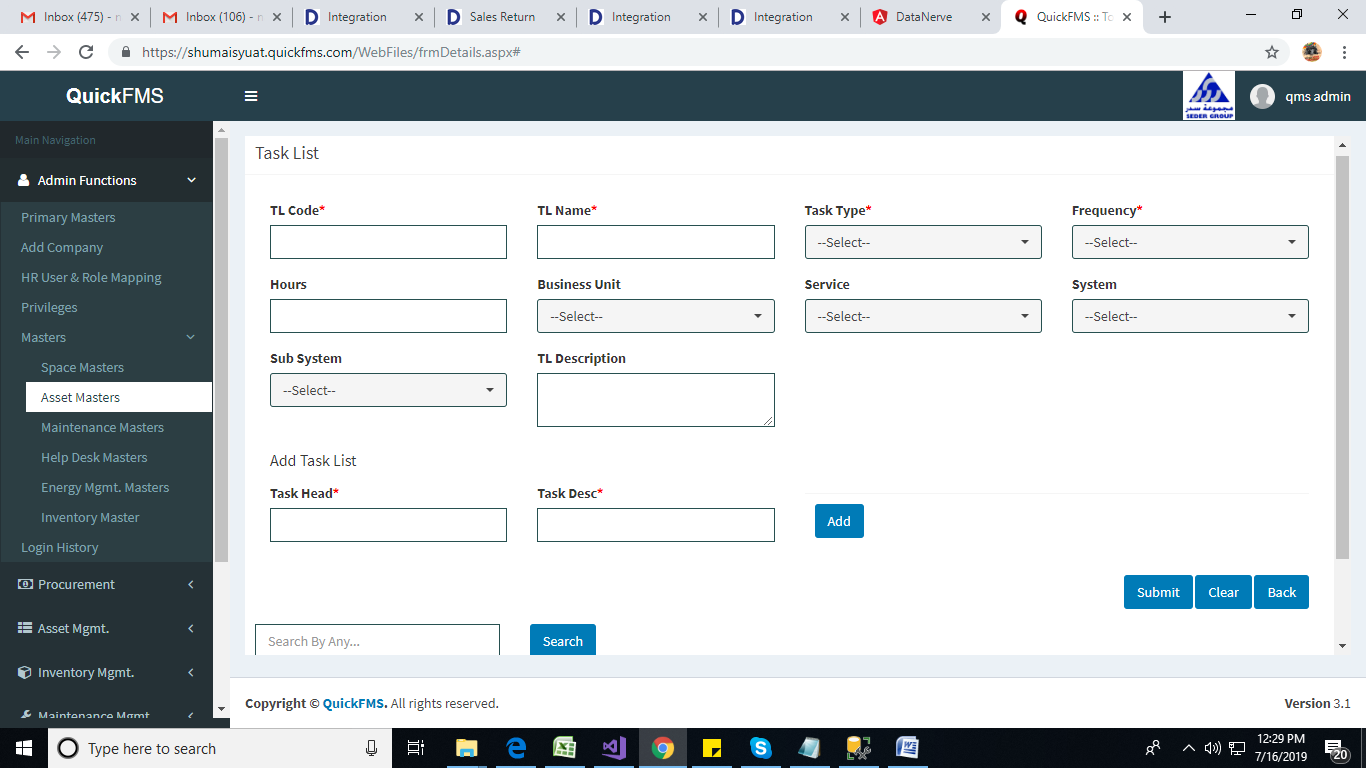 Inbox (475) - n
Inbox (106) - n
Integration
Sales Return
Integration
Integration
DataNerve
QuickFMS :: To
https://shumaisyuat.quickfms.com/WebFiles/frmDetails.aspx#
QuickFMS
مجموعة سدر
SEDER GROUP
qms admin
Main Navigation
Admin Functions
Primary Masters
Add Company
HR User & Role Mapping
Privileges
Masters
Space Masters
Asset Masters
Maintenance Masters
Help Desk Masters
Energy Mgmt. Masters
Inventory Master
Login History
Procurement
Asset Mgmt.
Inventory Mgmt.
Maintenance Mgmt.
Task List
TL Code* TL Name* Task Type* Frequency*
--Select-- --Select--
Hours Business Unit Service System
--Select-- --Select-- --Select--
Sub System TL Description
--Select--
Add Task List
Task Head* Task Desc*
Add
Submit Clear Back
Search By Any... Search
Copyright © QuickFMS. All rights reserved. Version 3.1
Type here to search
12:29 PM
7/16/2019
20